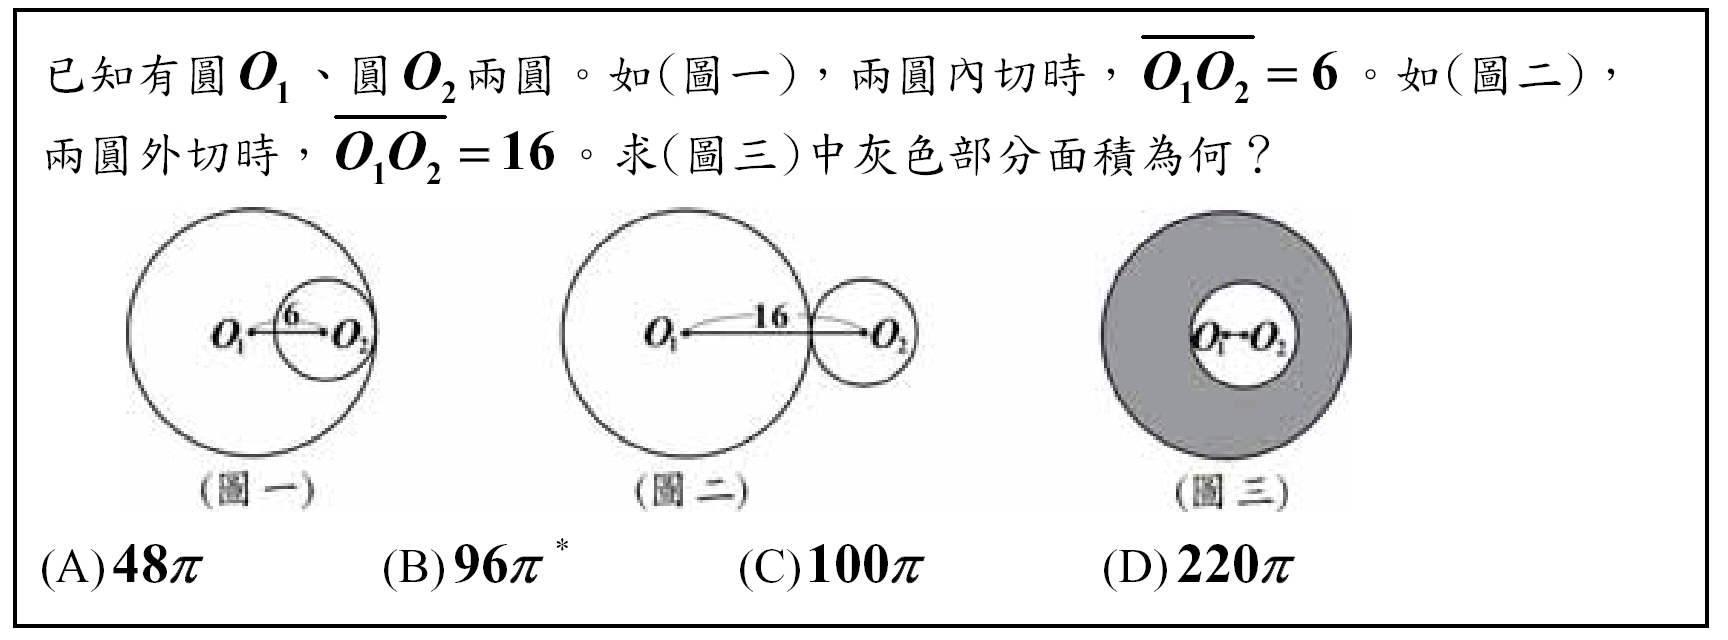 已知有圓O₁、圓O₂兩圓。如(圖一)，兩圓內切時，\overline{O₁O₂} = 6。如(圖二)，
兩圓外切時，\overline{O₁O₂} = 16。求(圖三)中灰色部分面積為何？
O₁ 6 O₂ O₁ 16 O₂ O₁ O₂
(圖一) (圖二) (圖三)
(A) 48π (B) 96π * (C) 100π (D) 220π